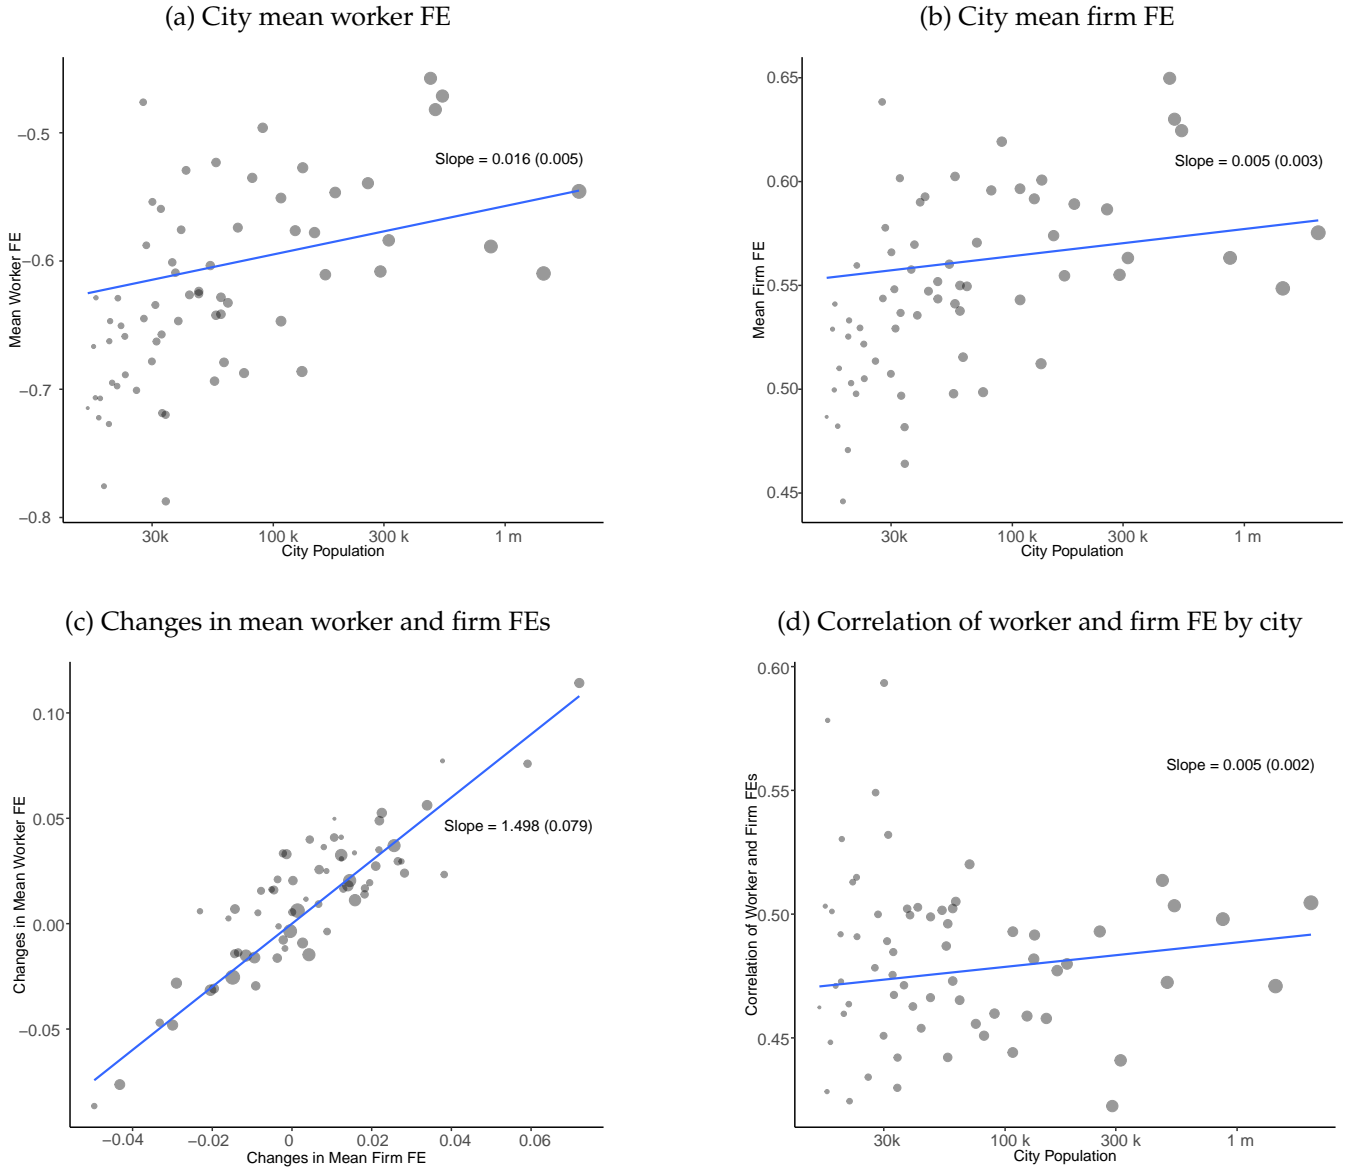 (a) City mean worker FE
Mean Worker FE
−0.5
−0.6
−0.7
−0.8
Slope = 0.016 (0.005)
30k 100 k 300 k 1 m
City Population
(b) City mean firm FE
Mean Firm FE
0.65
0.60
0.55
0.50
0.45
Slope = 0.005 (0.003)
30k 100 k 300 k 1 m
City Population
(c) Changes in mean worker and firm FEs
Changes in Mean Worker FE
0.10
0.05
0.00
−0.05
Slope = 1.498 (0.079)
−0.04 −0.02 0 0.02 0.04 0.06
Changes in Mean Firm FE
(d) Correlation of worker and firm FE by city
Correlation of Worker and Firm FEs
0.60
0.55
0.50
0.45
Slope = 0.005 (0.002)
30k 100 k 300 k 1 m
City Population